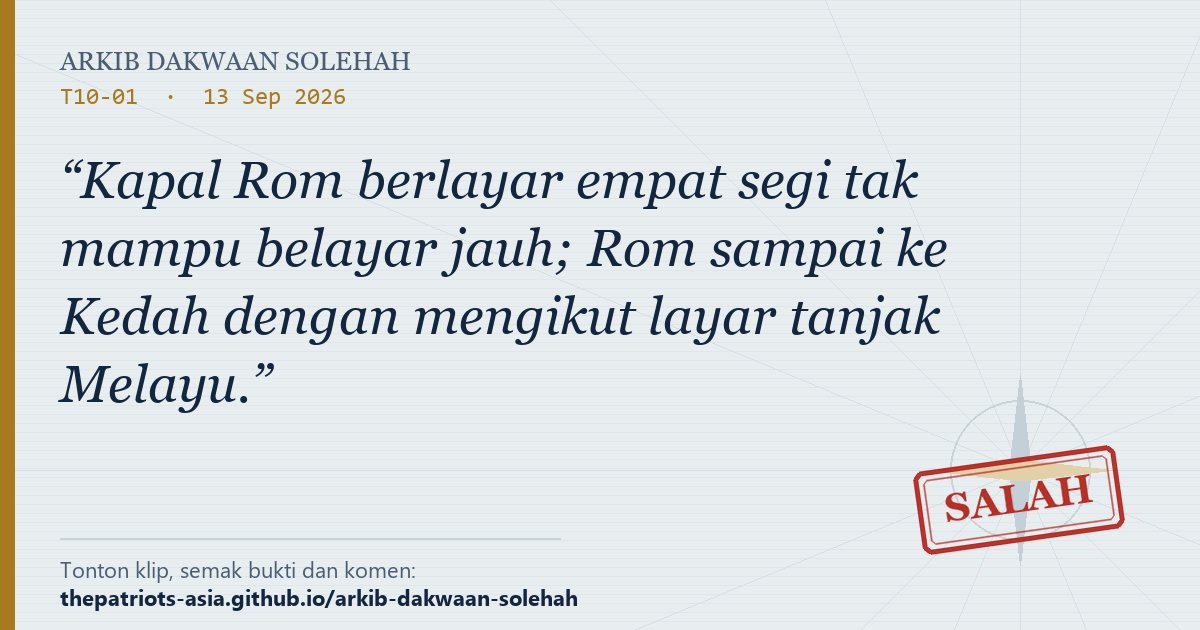 ARKIB DAKWAAN SOLEHAH
T10-01 · 13 Sep 2026
“Kapal Rom berlayar empat segi tak
mampu belayar jauh; Rom sampai ke
Kedah dengan mengikut layar tanjak
Melayu.”
SALAH
Tonton klip, semak bukti dan komen:
thepatriots-asia.github.io/arkib-dakwaan-solehah